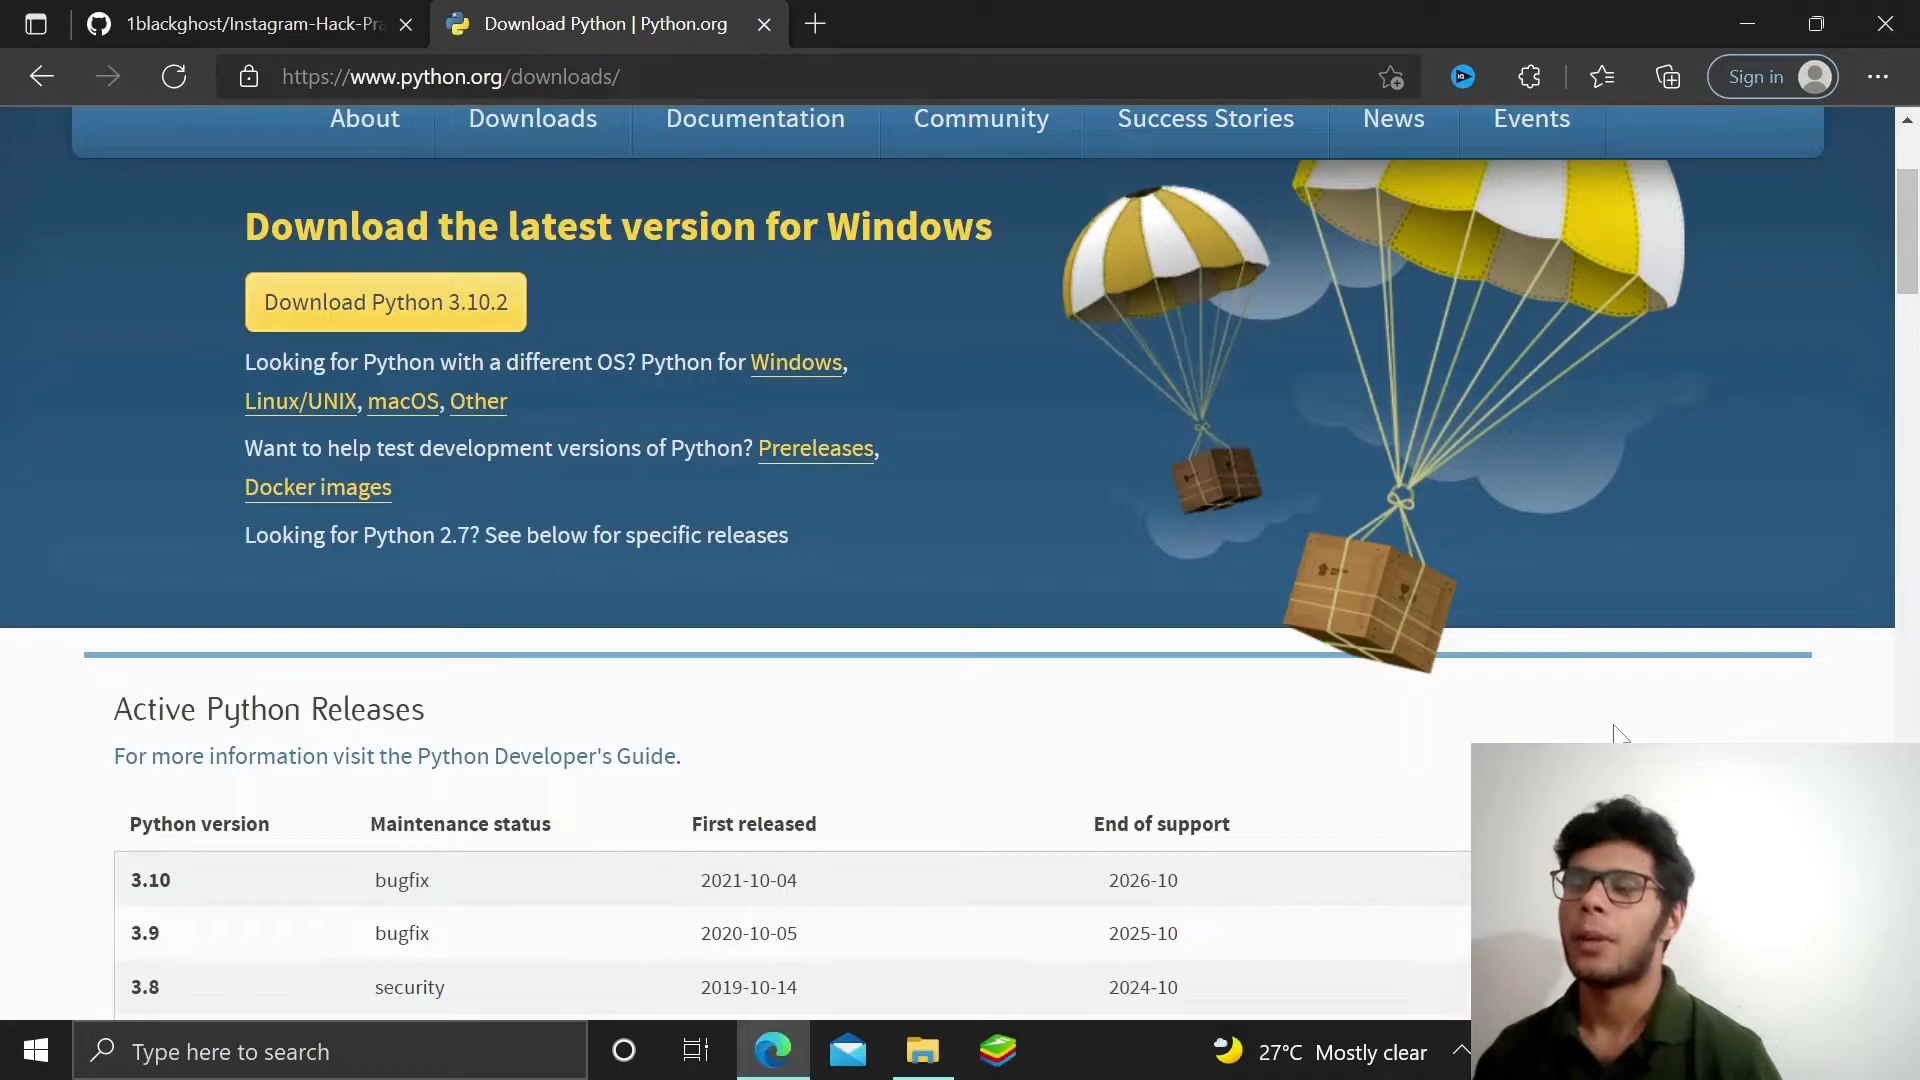 1blackghost/Instagram-Hack-Pra
Download Python | Python.org
https://www.python.org/downloads/
Sign in
About
Downloads
Documentation
Community
Success Stories
News
Events
Download the latest version for Windows
Download Python 3.10.2
Looking for Python with a different OS? Python for Windows,
Linux/UNIX, macOS, Other
Want to help test development versions of Python? Prereleases,
Docker images
Looking for Python 2.7? See below for specific releases
Active Python Releases
For more information visit the Python Developer's Guide.
Python version Maintenance status First released End of support
3.10 bugfix 2021-10-04 2026-10
3.9 bugfix 2020-10-05 2025-10
3.8 security 2019-10-14 2024-10
Type here to search
27°C Mostly clear